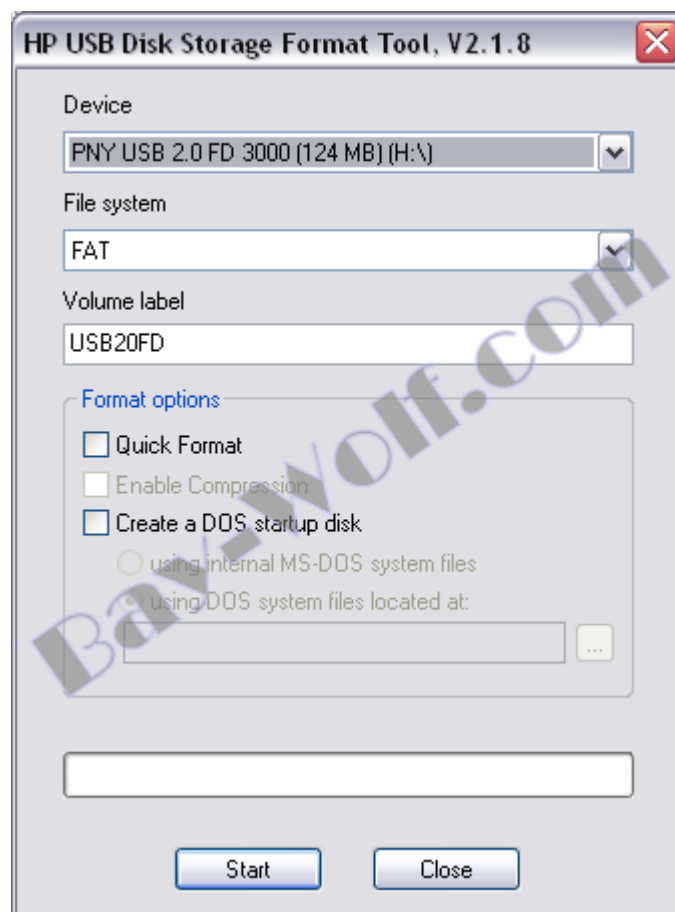 HP USB Disk Storage Format Tool, V2.1.8
Device
PNY USB 2.0 FD 3000 (124 MB) (H:\)
File system
FAT
Volume label
USB20FD
Format options
Quick Format
Enable Compression
Create a DOS startup disk
using internal MS-DOS system files
using DOS system files located at:
...
Start
Close
Bay-Wolf.com